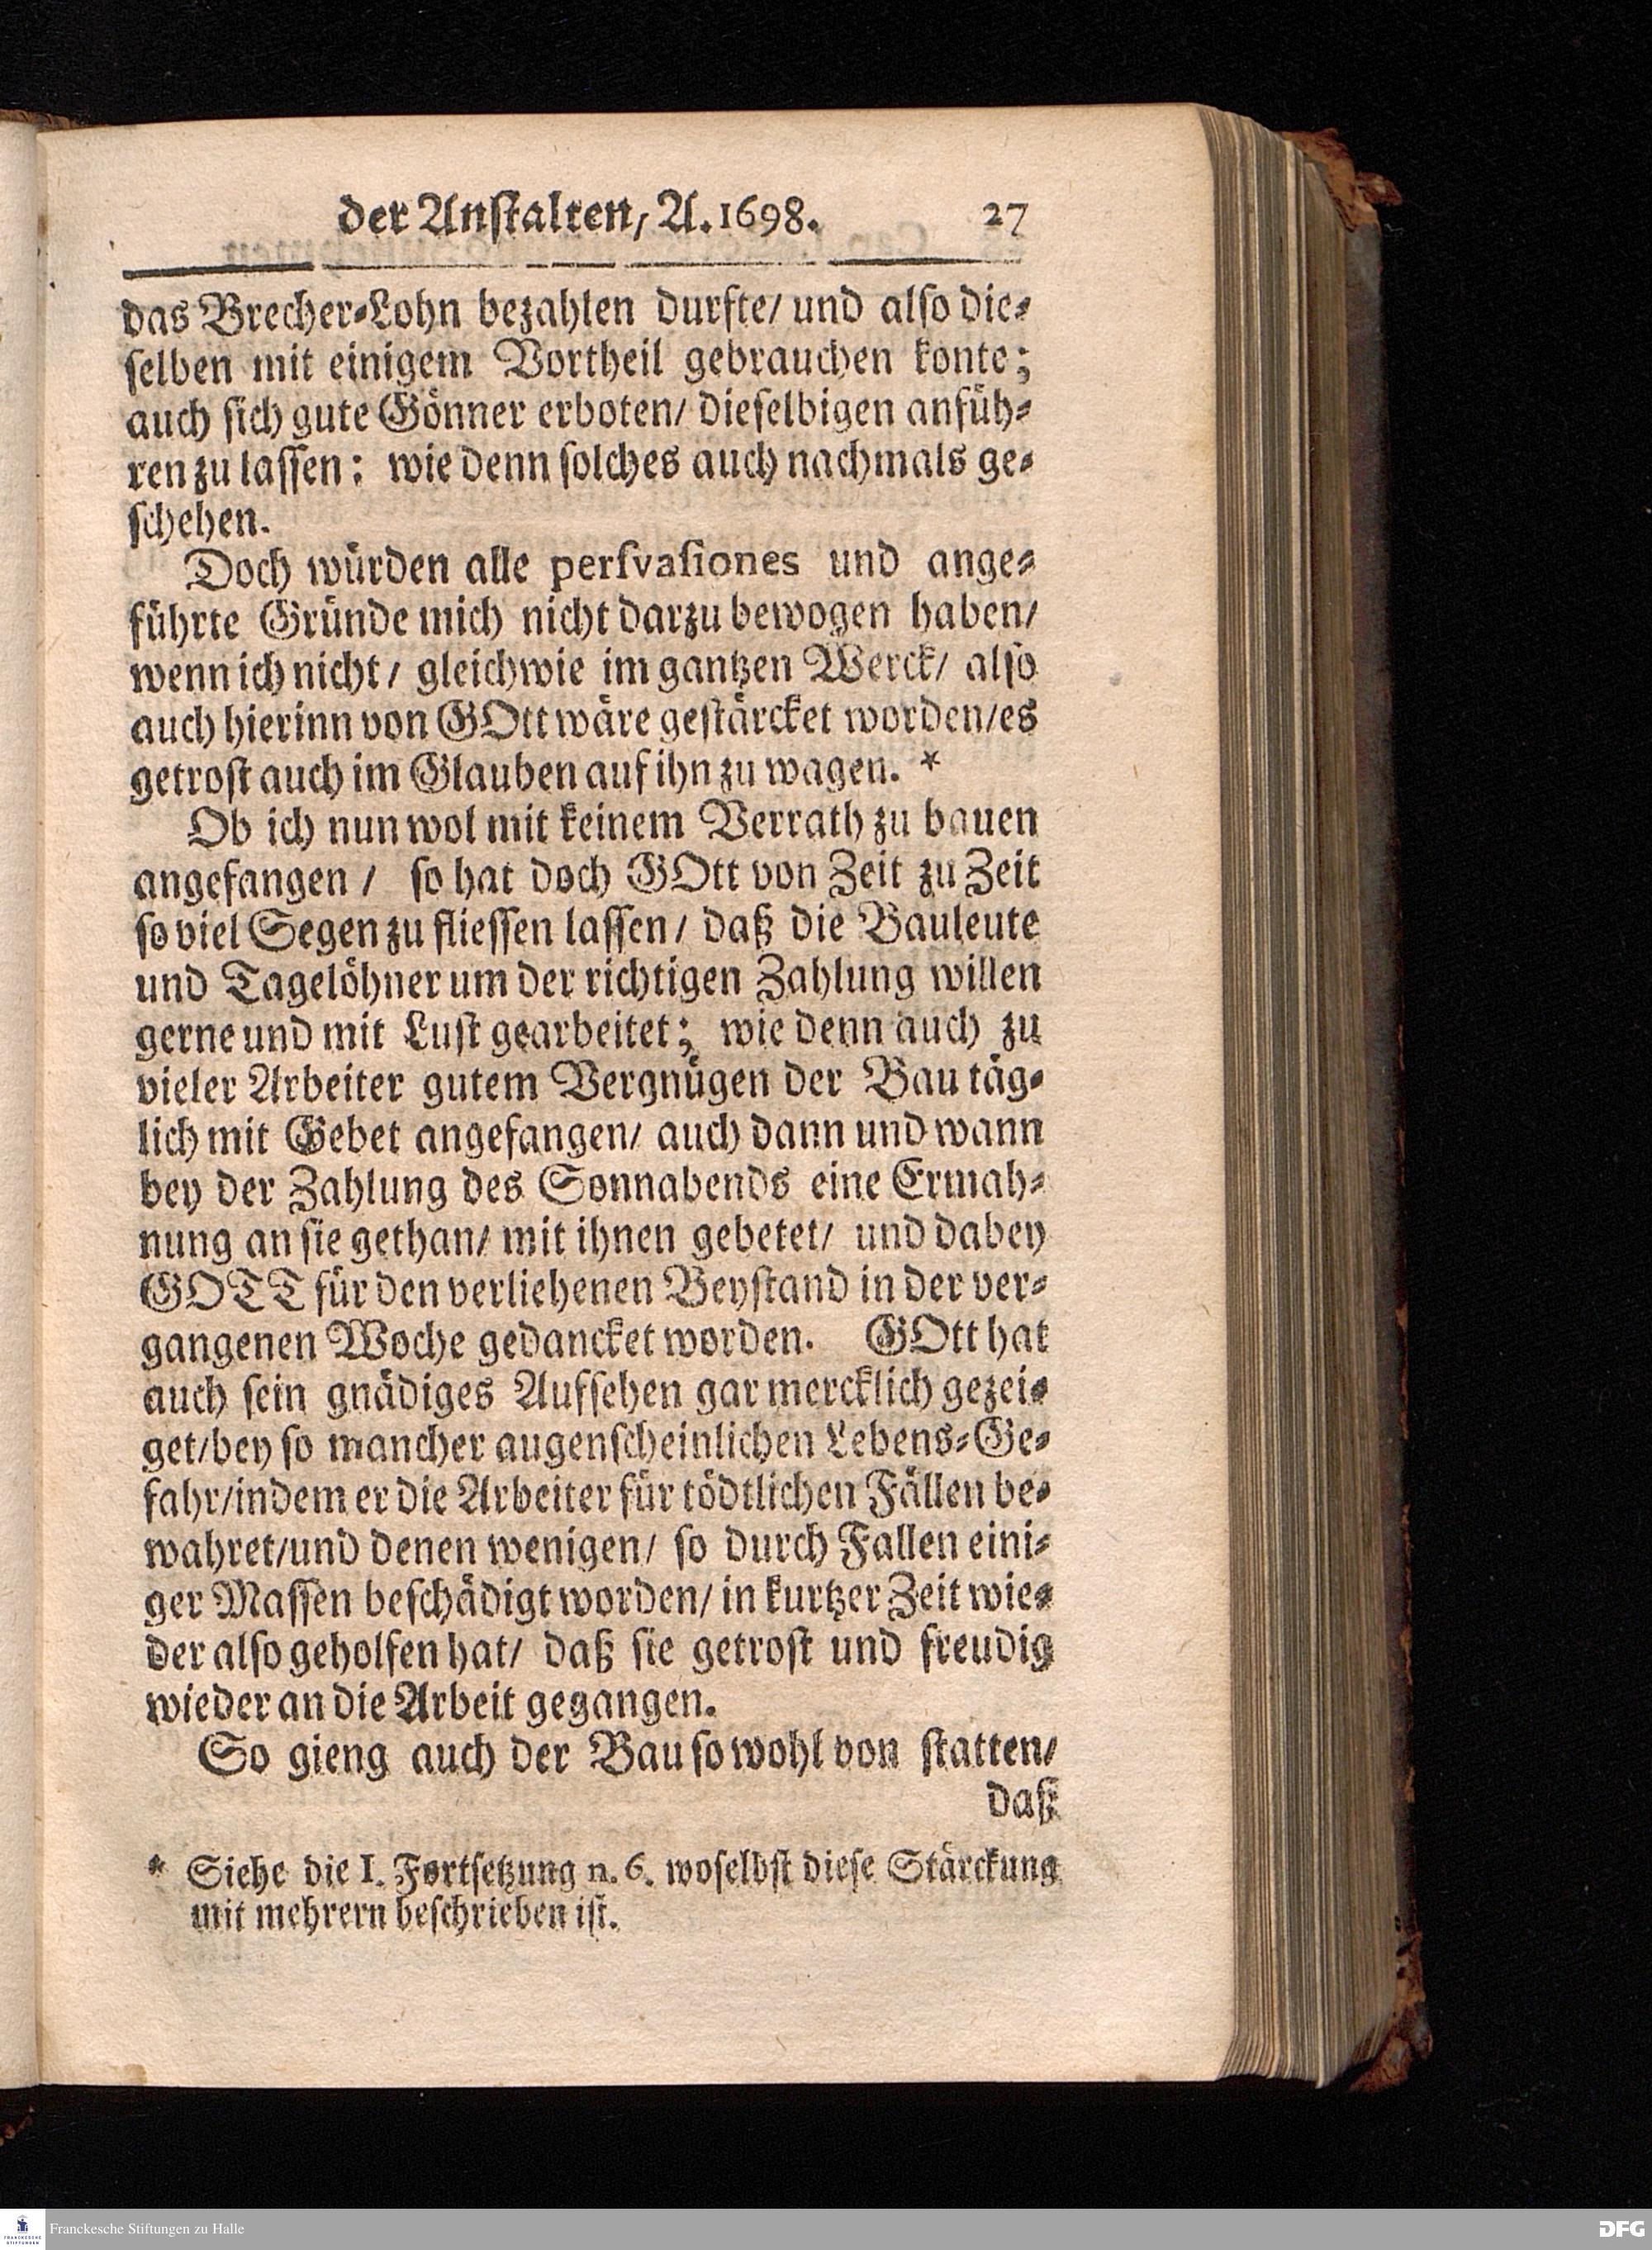 der Anstalten/ A. 1698. 27
das Brecher-Lohn bezahlen durfte/ und also die-
selben mit einigem Vortheil gebrauchen konte;
auch sich gute Gönner erboten/ dieselbigen anfüh-
ren zu lassen: wie denn solches auch nachmals ge-
schehen.
Doch würden alle persvasiones und ange-
führte Gründe mich nicht darzu bewogen haben/
wenn ich nicht/ gleichwie im gantzen Werck/ also
auch hierinn von GOtt wäre gestärcket worden/es
getrost auch im Glauben auf ihn zu wagen. *
Ob ich nun wol mit keinem Verrath zu bauen
angefangen / so hat doch GOtt von Zeit zu Zeit
so viel Segen zu fliessen lassen/ daß die Bauleute
und Tagelöhner um der richtigen Zahlung willen
gerne und mit Lust gearbeitet; wie denn auch zu
vieler Arbeiter gutem Vergnügen der Bau täg-
lich mit Gebet angefangen/ auch dann und wann
bey der Zahlung des Sonnabends eine Ermah-
nung an sie gethan/ mit ihnen gebetet/ und dabey
GOTT für den verliehenen Beystand in der ver-
gangenen Woche gedancket worden. GOtt hat
auch sein gnädiges Aufsehen gar mercklich gezei-
get/bey so mancher augenscheinlichen Lebens-Ge-
fahr/indem er die Arbeiter für tödtlichen Fällen be-
wahret/und denen wenigen/ so durch Fallen eini-
ger Massen beschädigt worden/ in kurtzer Zeit wie-
der also geholfen hat/ daß sie getrost und freudig
wieder an die Arbeit gegangen.
So gieng auch der Bau so wohl von statten/
daß
* Siehe die I. Fortsetzung n. 6. woselbst diese Stärckung
mit mehrern beschrieben ist.
FRANCKESCHE STIFTUNGEN
Franckesche Stiftungen zu Halle
DFG